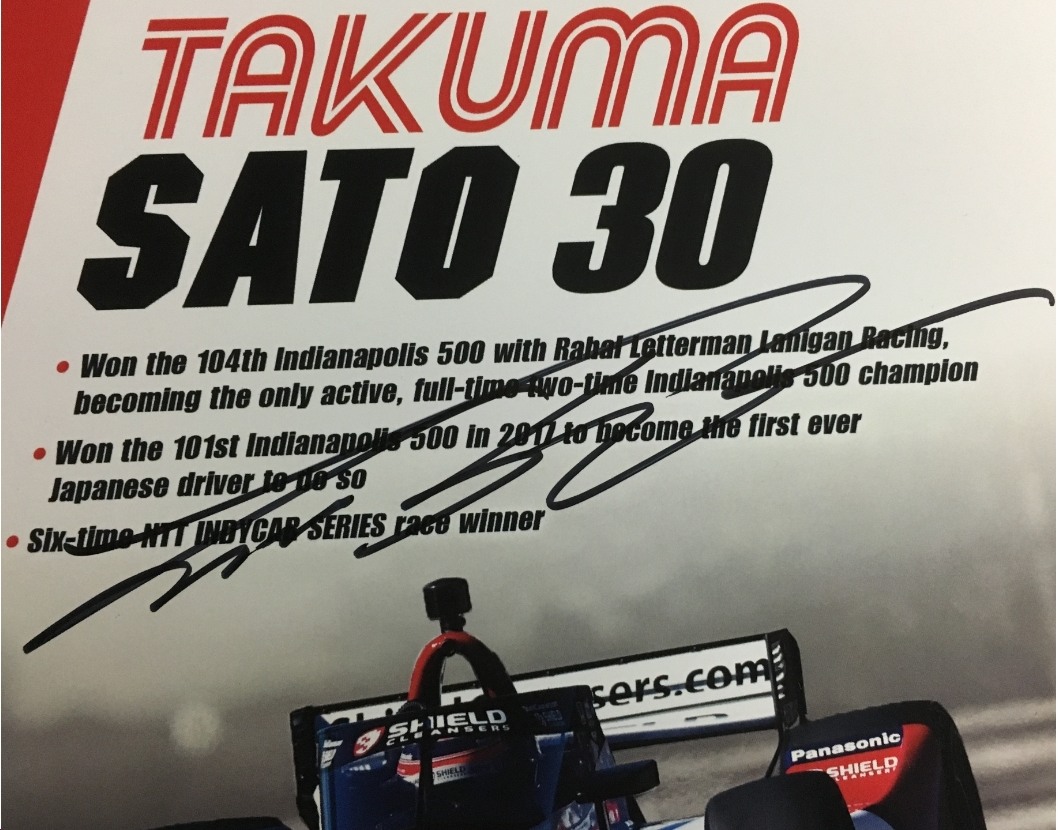 TAKUMA
SATO 30
• Won the 104th Indianapolis 500 with Rahal Letterman Lanigan Racing,
becoming the only active, full-time two-time Indianapolis 500 champion
• Won the 101st Indianapolis 500 in 2017 to become the first ever
Japanese driver to do so
• Six-time NTT INDYCAR SERIES race winner
sers.com
SHIELD
CLEANSERS
Panasonic
SHIELD
SHIELD
CLEANSERS